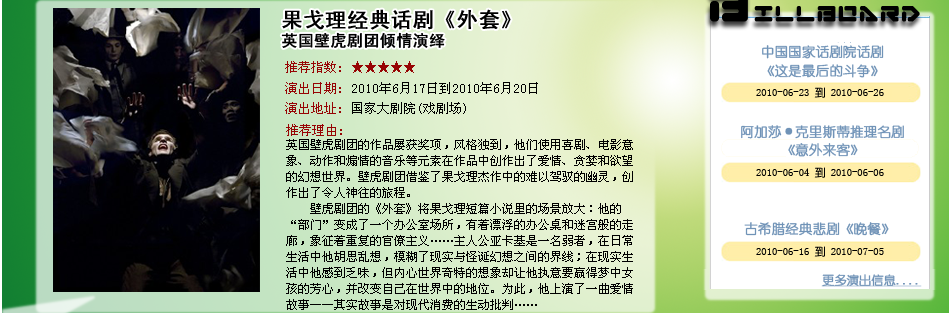 果戈理经典话剧《外套》
英国壁虎剧团倾情演绎
推荐指数：★★★★★
演出日期：2010年6月17日到2010年6月20日
演出地址：国家大剧院(戏剧场)
推荐理由：
英国壁虎剧团的作品屡获奖项，风格独到，他们使用喜剧、电影意
象、动作和煽情的音乐等元素在作品中创作出了爱情、贪婪和欲望
的幻想世界。壁虎剧团借鉴了果戈理杰作中的难以驾驭的幽灵，创
作出了令人神往的旅程。
壁虎剧团的《外套》将果戈理短篇小说里的场景放大：他的
“部门”变成了一个办公室场所，有着漂浮的办公桌和迷宫般的走
廊，象征着重复的官僚主义……主人公亚卡基是一名弱者，在日常
生活中他胡思乱想，模糊了现实与怪诞幻想之间的界线；在现实生
活中他感到乏味，但内心世界奇特的想象却让他执意要赢得梦中女
孩的芳心，并改变自己在世界中的地位。为此，他上演了一曲爱情
故事——其实故事是对现代消费的生动批判……
BILLBOARD
中国国家话剧院话剧
《这是最后的斗争》
2010-06-23 到 2010-06-26
阿加莎●克里斯蒂推理名剧
《意外来客》
2010-06-04 到 2010-06-06
古希腊经典悲剧《晚餐》
2010-06-16 到 2010-07-05
更多演出信息....